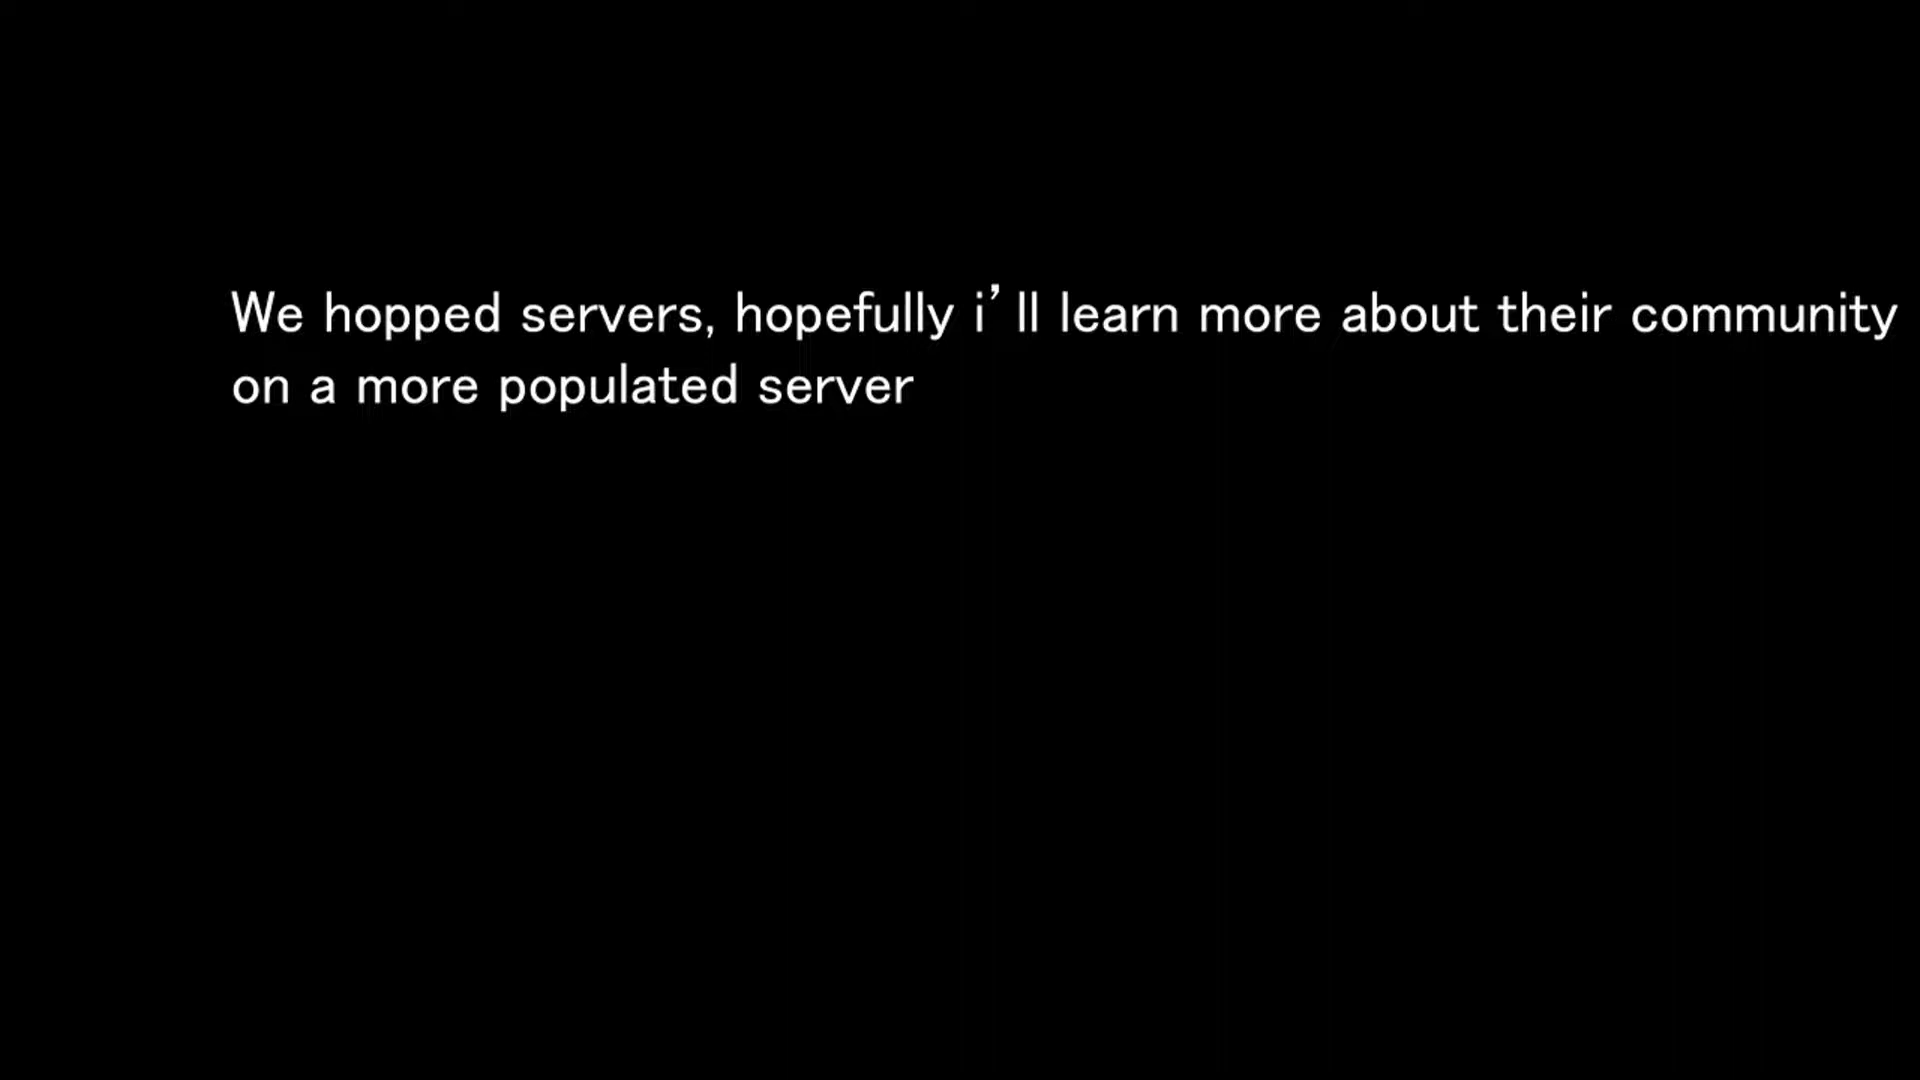 We hopped servers, hopefully i’ll learn more about their community
on a more populated server